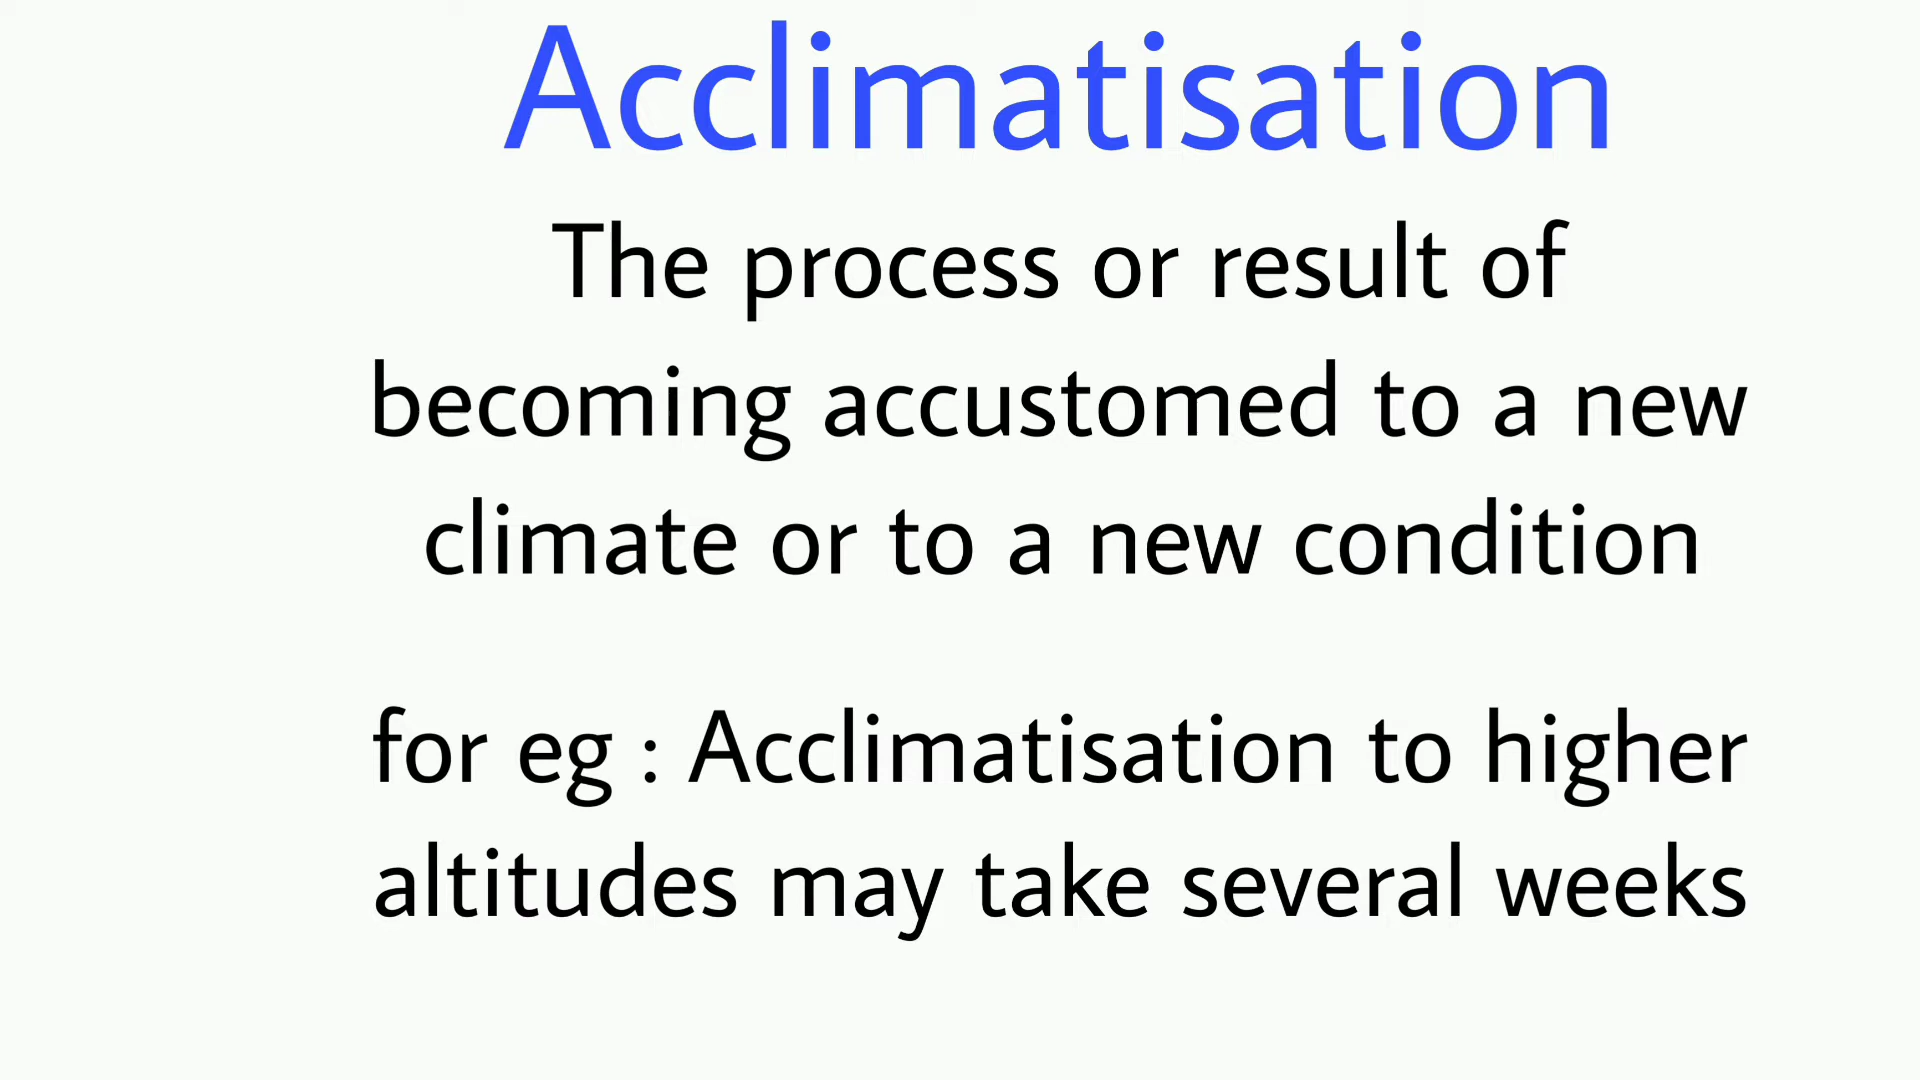 Acclimatisation
The process or result of
becoming accustomed to a new
climate or to a new condition
for eg : Acclimatisation to higher
altitudes may take several weeks